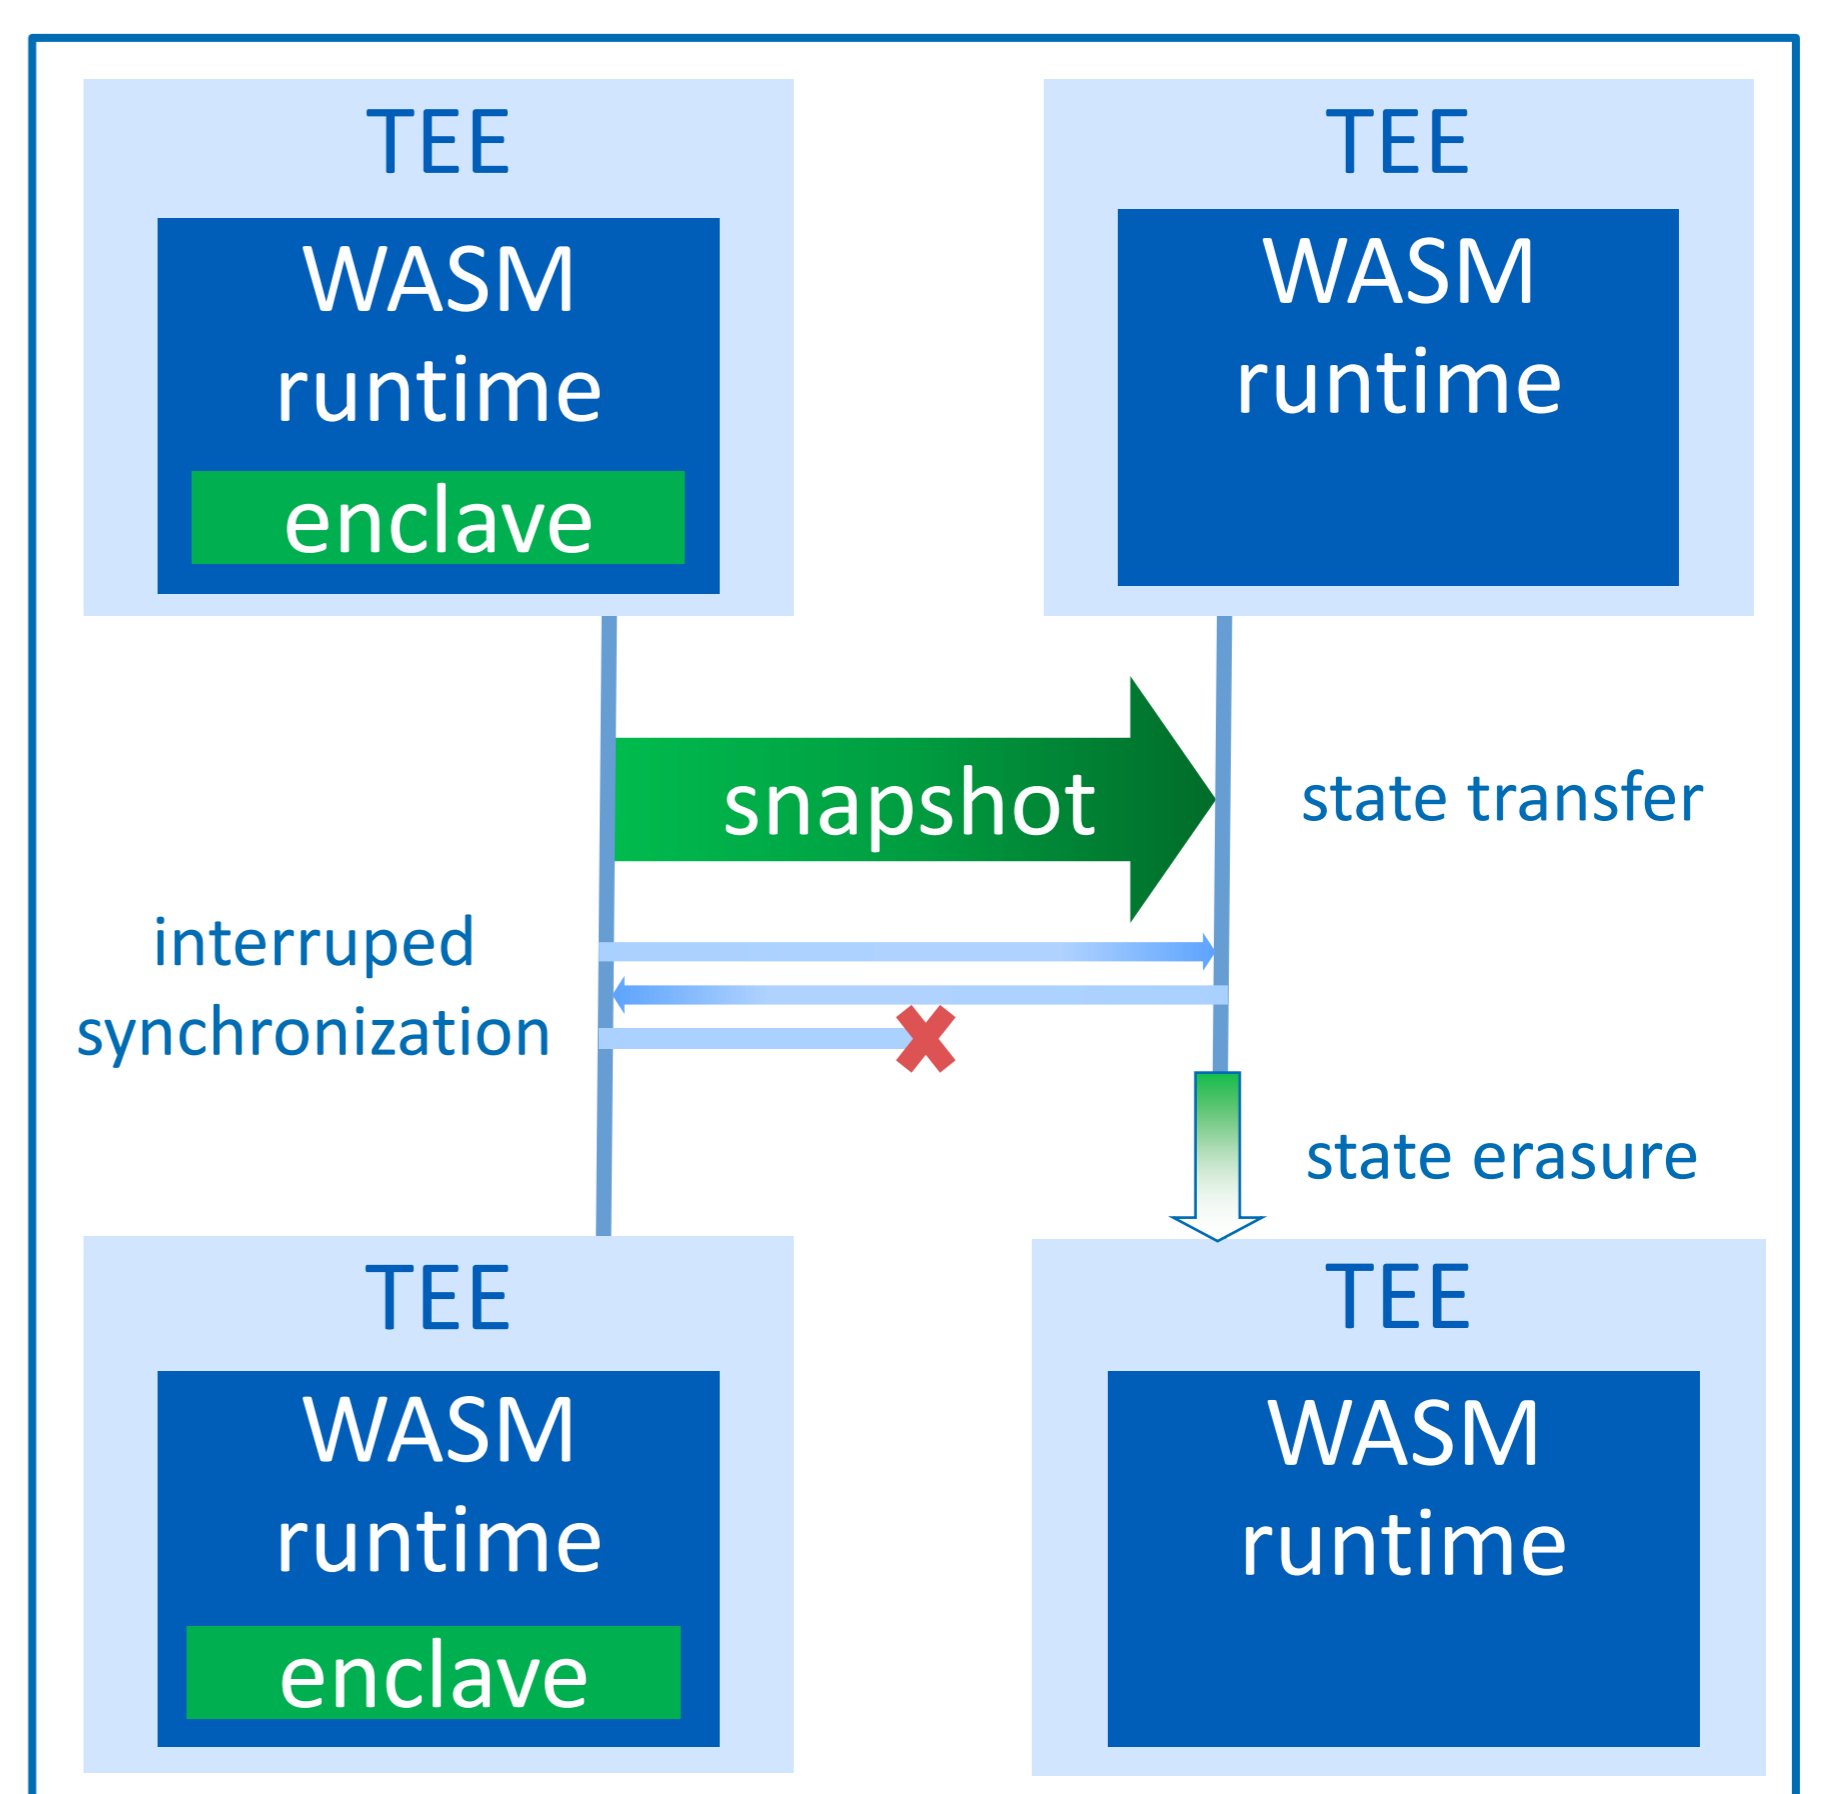 TEE
WASM
runtime
enclave
TEE
WASM
runtime
snapshot
state transfer
interruped
synchronization
state erasure
TEE
WASM
runtime
enclave
TEE
WASM
runtime